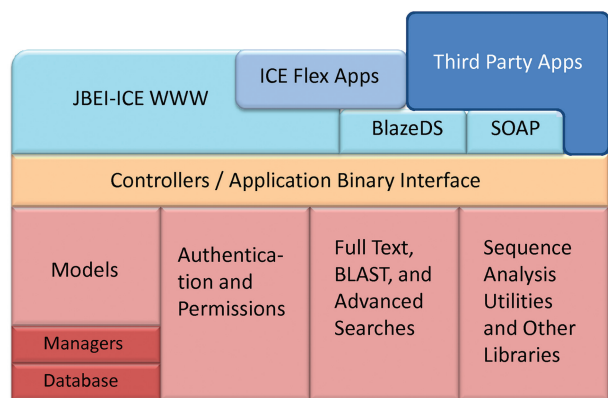 Third Party Apps
ICE Flex Apps
JBEI-ICE WWW
BlazeDS
SOAP
Controllers / Application Binary Interface
Models
Managers
Database
Authentica-
tion and
Permissions
Full Text,
BLAST, and
Advanced
Searches
Sequence
Analysis
Utilities
and Other
Libraries